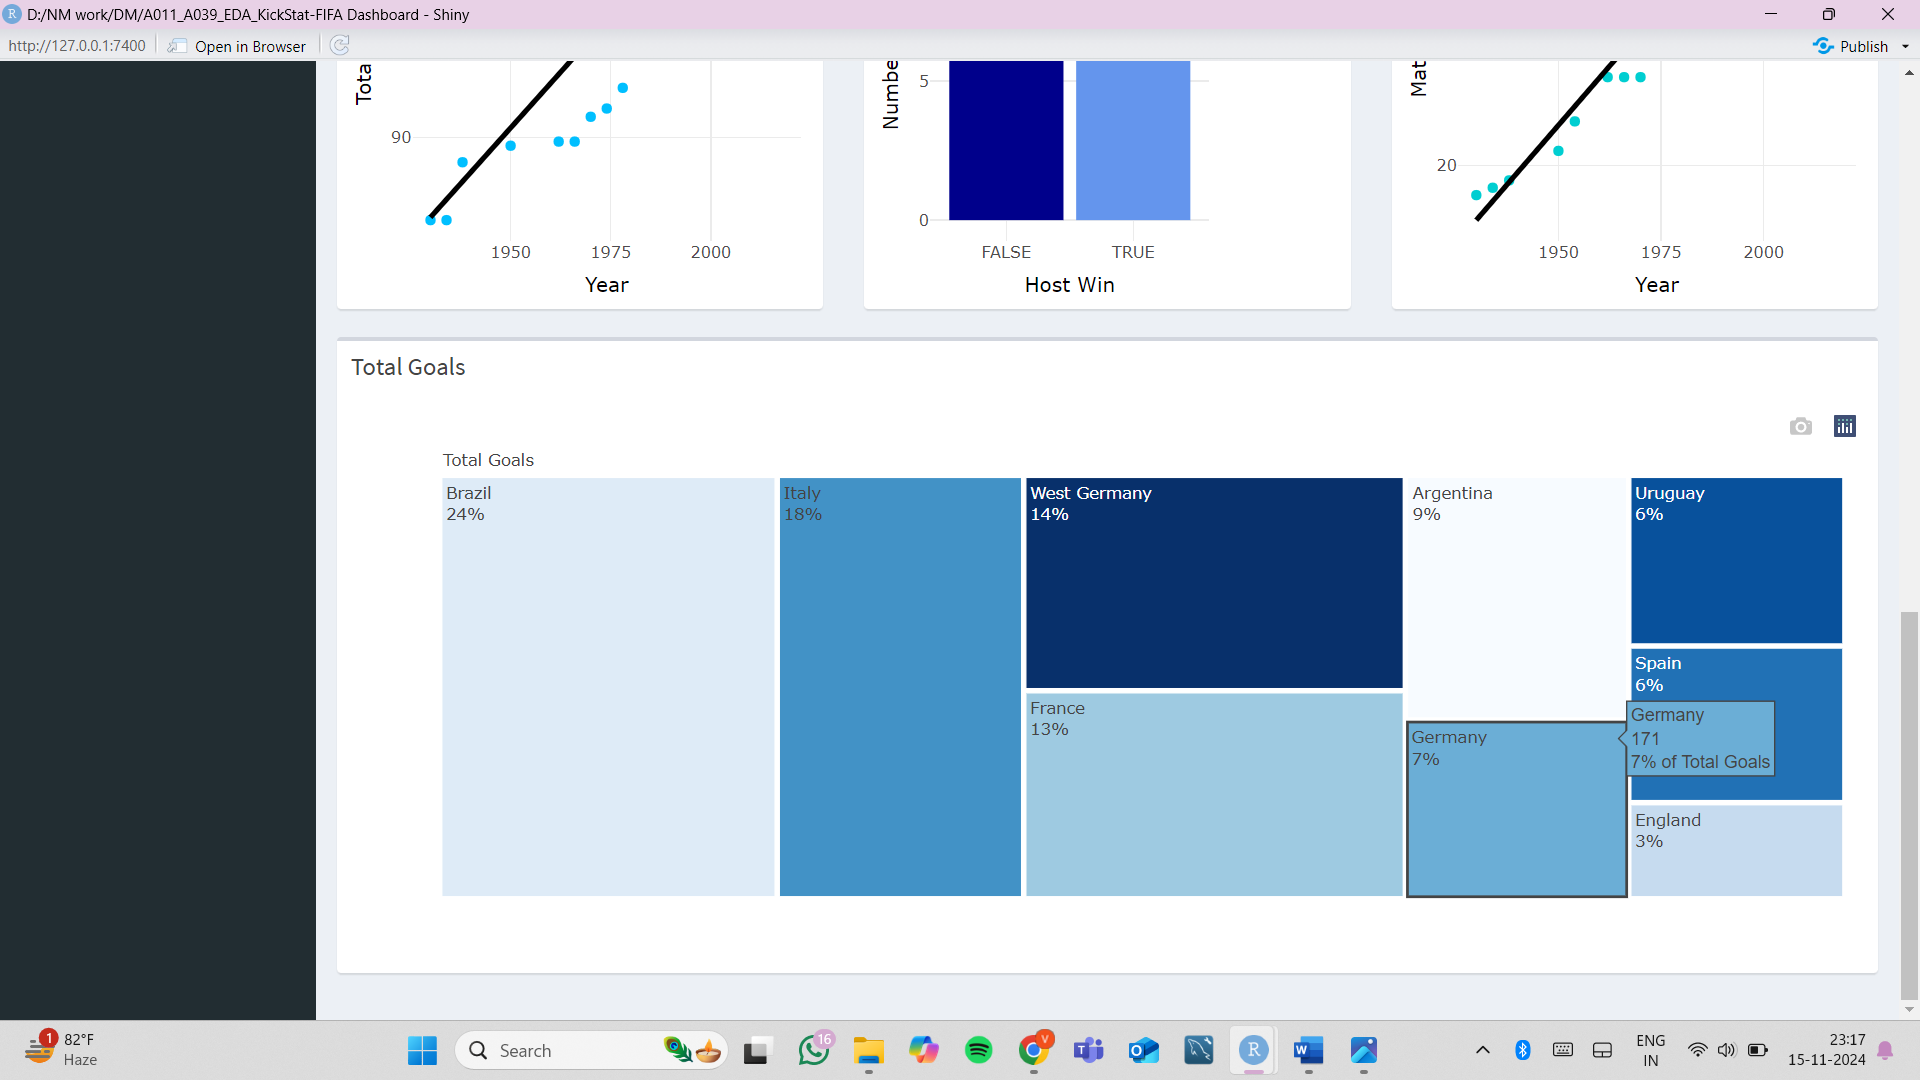 R D:/NM work/DM/A011_A039_EDA_KickStat-FIFA Dashboard - Shiny
http://127.0.0.1:7400 Open in Browser Publish
Tota
90
1950 1975 2000
Year
Numbe
5
0
FALSE TRUE
Host Win
Mat
20
1950 1975 2000
Year
Total Goals
Total Goals
Brazil
24%
Italy
18%
West Germany
14%
France
13%
Argentina
9%
Germany
7%
Uruguay
6%
Spain
6%
Germany
171
7% of Total Goals
England
3%
1
82°F
Haze
Search
16
V
R
W
ENG
IN
23:17
15-11-2024